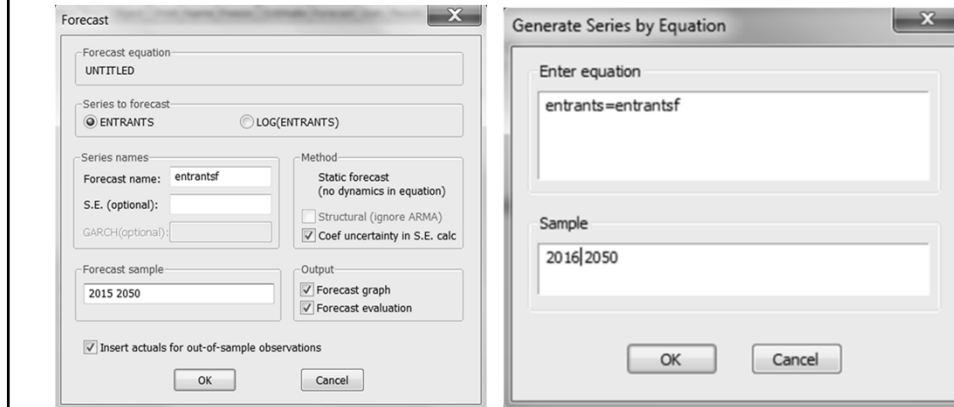 Forecast
Forecast equation
UNTITLED
Series to forecast
ENTRANTS LOG(ENTRANTS)
Series names
Forecast name: entrantsf
S.E. (optional):
GARCH(optional):
Method
Static forecast
(no dynamics in equation)
Structural (ignore ARMA)
Coef uncertainty in S.E. calc
Forecast sample
2015 2050
Output
Forecast graph
Forecast evaluation
Insert actuals for out-of-sample observations
OK Cancel
Generate Series by Equation
Enter equation
entrants=entrantsf
Sample
2016 2050
OK Cancel